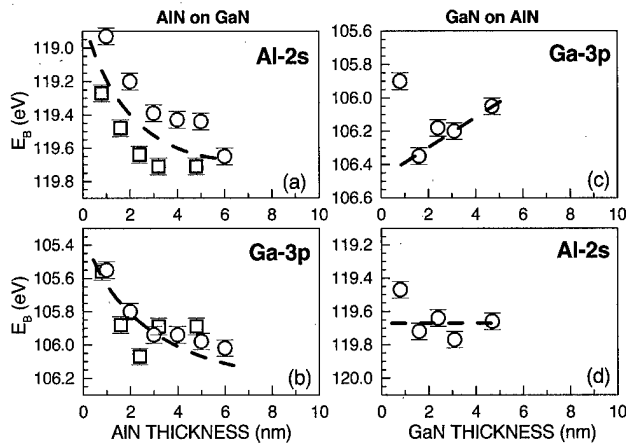 AlN on GaN
GaN on AlN
E_B (eV)
119.0
119.2
119.4
119.6
119.8
Al-2s
(a)
0 2 4 6 8 10
105.6
105.8
106.0
106.2
106.4
106.6
Ga-3p
(c)
0 2 4 6 8 10
E_B (eV)
105.4
105.6
105.8
106.0
106.2
Ga-3p
(b)
0 2 4 6 8 10
AlN THICKNESS (nm)
119.4
119.6
119.8
120.0
Al-2s
(d)
0 2 4 6 8 10
GaN THICKNESS (nm)